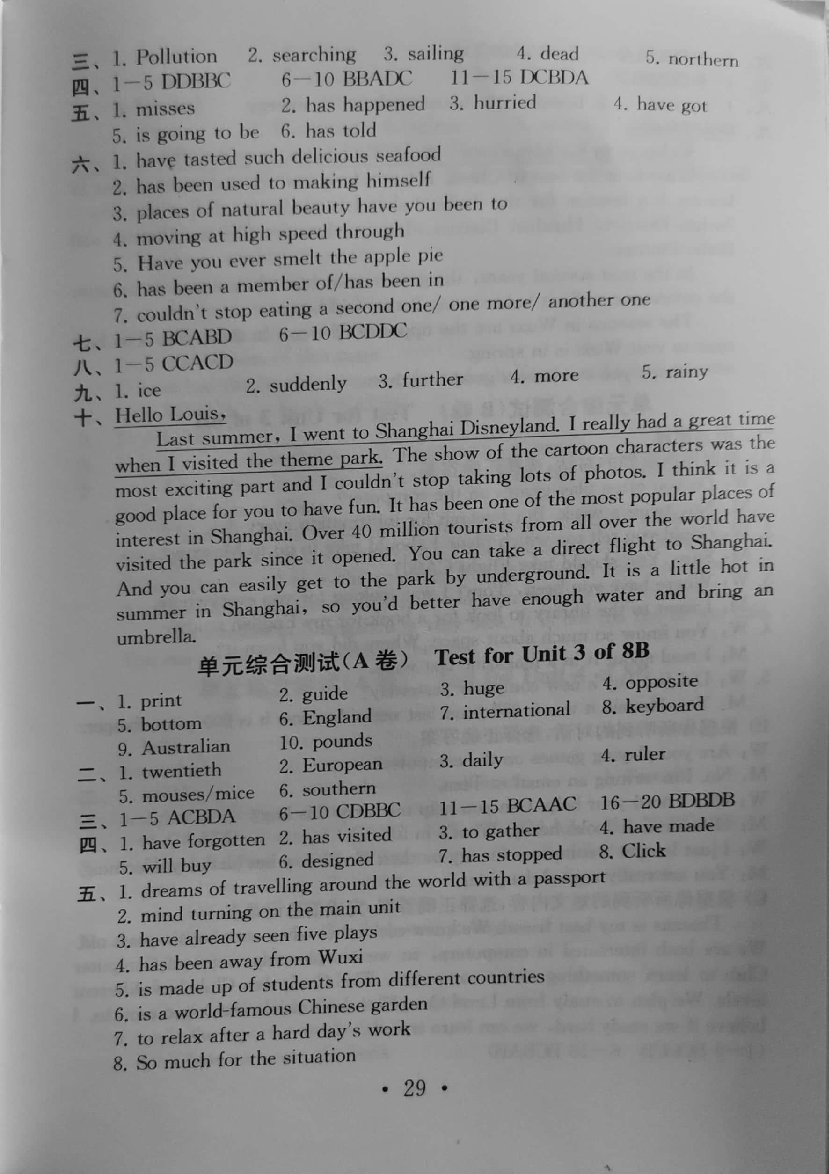 三、1. Pollution 2. searching 3. sailing 4. dead 5. northern
四、1—5 DDBBC 6—10 BBADC 11—15 DCBDA
五、1. misses 2. has happened 3. hurried 4. have got
5. is going to be 6. has told
六、1. have tasted such delicious seafood
2. has been used to making himself
3. places of natural beauty have you been to
4. moving at high speed through
5. Have you ever smelt the apple pie
6. has been a member of/has been in
7. couldn't stop eating a second one/ one more/ another one
七、1—5 BCABD 6—10 BCDDC
八、1—5 CCACD
九、1. ice 2. suddenly 3. further 4. more 5. rainy
十、Hello Louis,
Last summer, I went to Shanghai Disneyland. I really had a great time
when I visited the theme park. The show of the cartoon characters was the
most exciting part and I couldn't stop taking lots of photos. I think it is a
good place for you to have fun. It has been one of the most popular places of
interest in Shanghai. Over 40 million tourists from all over the world have
visited the park since it opened. You can take a direct flight to Shanghai.
And you can easily get to the park by underground. It is a little hot in
summer in Shanghai, so you'd better have enough water and bring an
umbrella.
单元综合测试(A 卷) Test for Unit 3 of 8B
一、1. print 2. guide 3. huge 4. opposite
5. bottom 6. England 7. international 8. keyboard
9. Australian 10. pounds
二、1. twentieth 2. European 3. daily 4. ruler
5. mouses/mice 6. southern
三、1—5 ACBDA 6—10 CDBBC 11—15 BCAAC 16—20 BDBDB
四、1. have forgotten 2. has visited 3. to gather 4. have made
5. will buy 6. designed 7. has stopped 8. Click
五、1. dreams of travelling around the world with a passport
2. mind turning on the main unit
3. have already seen five plays
4. has been away from Wuxi
5. is made up of students from different countries
6. is a world-famous Chinese garden
7. to relax after a hard day's work
8. So much for the situation
• 29 •